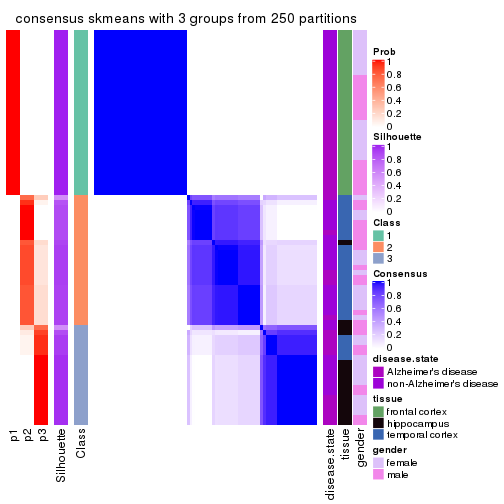 consensus skmeans with 3 groups from 250 partitions
Prob
1
0.8
0.6
0.4
0.2
0
Silhouette
1
0.8
0.6
0.4
0.2
0
Class
1
2
3
Consensus
1
0.8
0.6
0.4
0.2
0
disease.state
Alzheimer's disease
non-Alzheimer's disease
tissue
frontal cortex
hippocampus
temporal cortex
gender
female
male
p1
p2
p3
Silhouette
Class
disease.state
tissue
gender